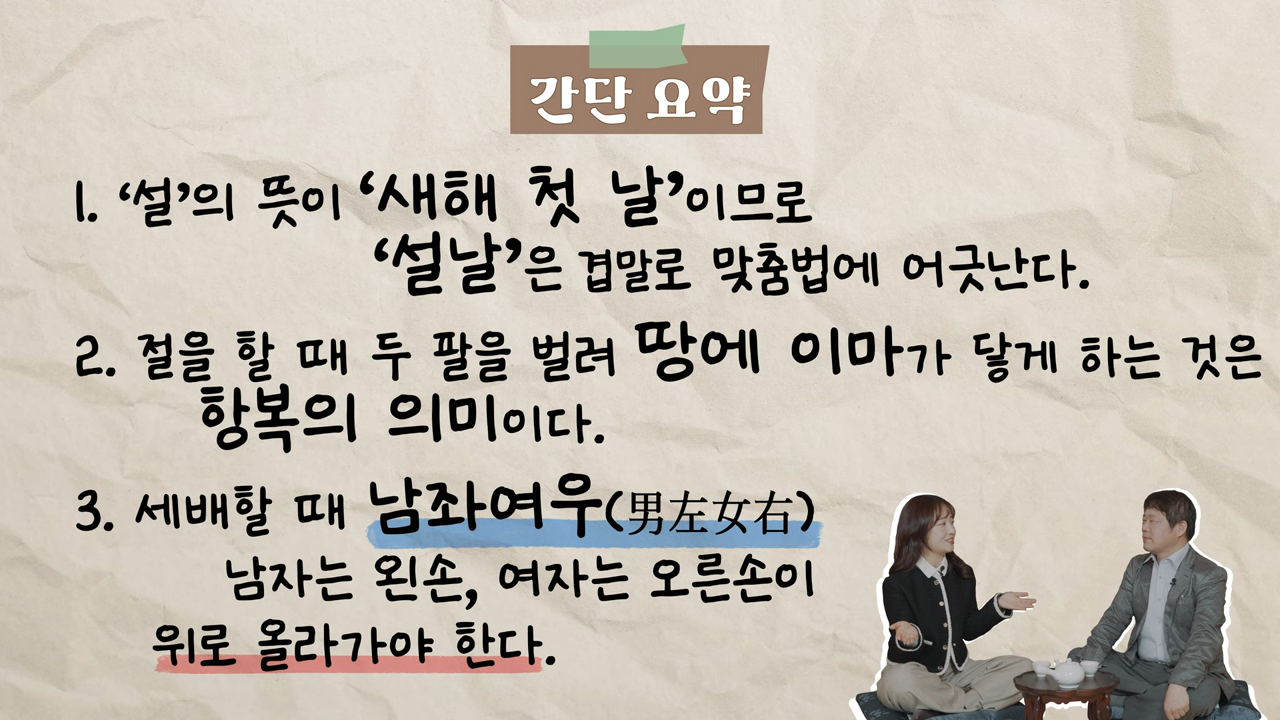 간단 요약
1. ‘설’의 뜻이 ‘새해 첫 날’이므로
‘설날’은 겹말로 맞춤법에 어긋난다.
2. 절을 할 때 두 팔을 벌려 땅에 이마가 닿게 하는 것은
항복의 의미이다.
3. 세배할 때 남좌여우(男左女右)
남자는 왼손, 여자는 오른손이
위로 올라가야 한다.